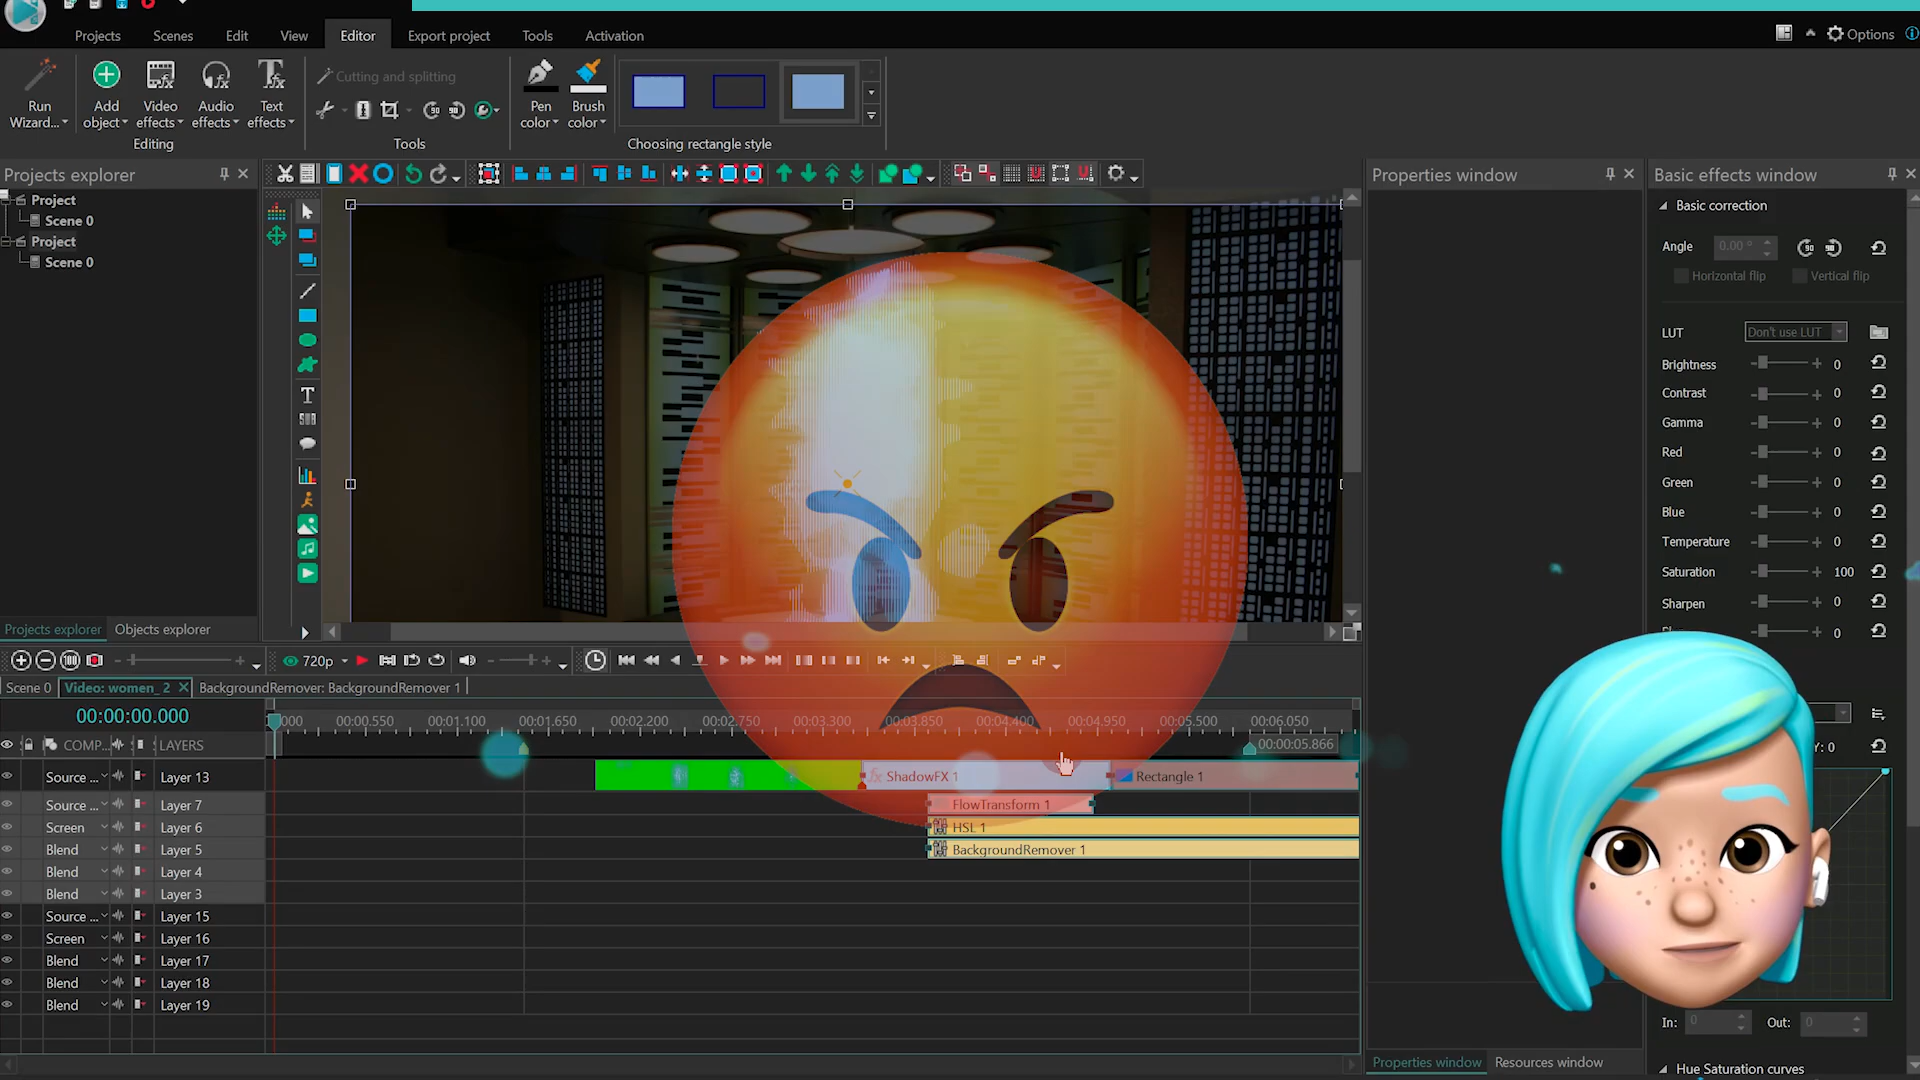 Projects
Scenes
Edit
View
Editor
Export project
Tools
Activation
Options
Run Wizard...
Add object
Video effects
Audio effects
Text effects
Editing
Cutting and splitting
Tools
Pen color
Brush color
Choosing rectangle style
Projects explorer
Project
Scene 0
Project
Scene 0
Properties window
Basic effects window
Basic correction
Angle 0.00 °
Horizontal flip Vertical flip
LUT Don't use LUT
Brightness 0
Contrast 0
Gamma 0
Red 0
Green 0
Blue 0
Temperature 0
Saturation 100
Sharpen 0
0
Projects explorer Objects explorer
720p
Scene 0 Video: women_ 2 BackgroundRemover: BackgroundRemover 1
00:00:00.000
000 00:00.550 00:01.100 00:01.650 00:02.200 00:02.750 00:03.300 00:03.850 00:04.400 00:04.950 00:05.500 00:06.050
COMP... LAYERS
00:00:05.866
Y: 0
Source ... Layer 13 ShadowFX 1 Rectangle 1
Source ... Layer 7 FlowTransform 1
Screen Layer 6 HSL 1
Blend Layer 5 BackgroundRemover 1
Blend Layer 4
Blend Layer 3
Source ... Layer 15
Screen Layer 16
Blend Layer 17
Blend Layer 18
Blend Layer 19
In: 0 Out: 0
Properties window Resources window
Hue Saturation curves